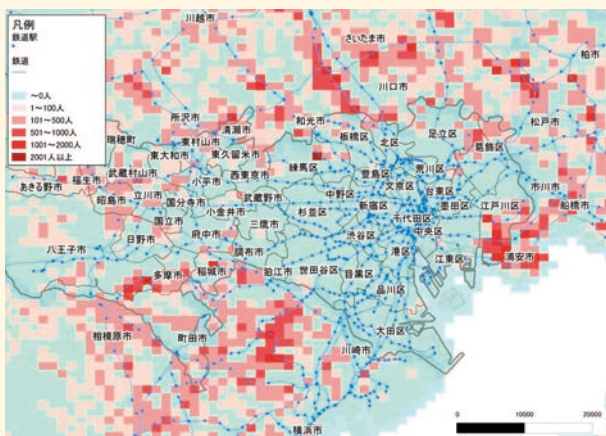 凡例
鉄道駅
鉄道
～0人
1～100人
101～500人
501～1000人
1001～2000人
2001人以上
川越市
さいたま市
柏市
川口市
所沢市
清瀬市
和光市
板橋区
北区
足立区
松戸市
瑞穂町
東村山市
葛飾区
東大和市
東久留米市
練馬区
豊島区
荒川区
福生市
武蔵村山市
小平市
西東京市
文京区
台東区
市川市
あきる野市
昭島市
立川市
国分寺市
武蔵野市
中野区
新宿区
墨田区
江戸川区
船橋市
小金井市
杉並区
千代田区
国立市
三鷹市
中央区
日野市
府中市
渋谷区
八王子市
調布市
港区
江東区
浦安市
多摩市
稲城市
狛江市
世田谷区
目黒区
品川区
相模原市
町田市
大田区
川崎市
横浜市
0 10000 20000